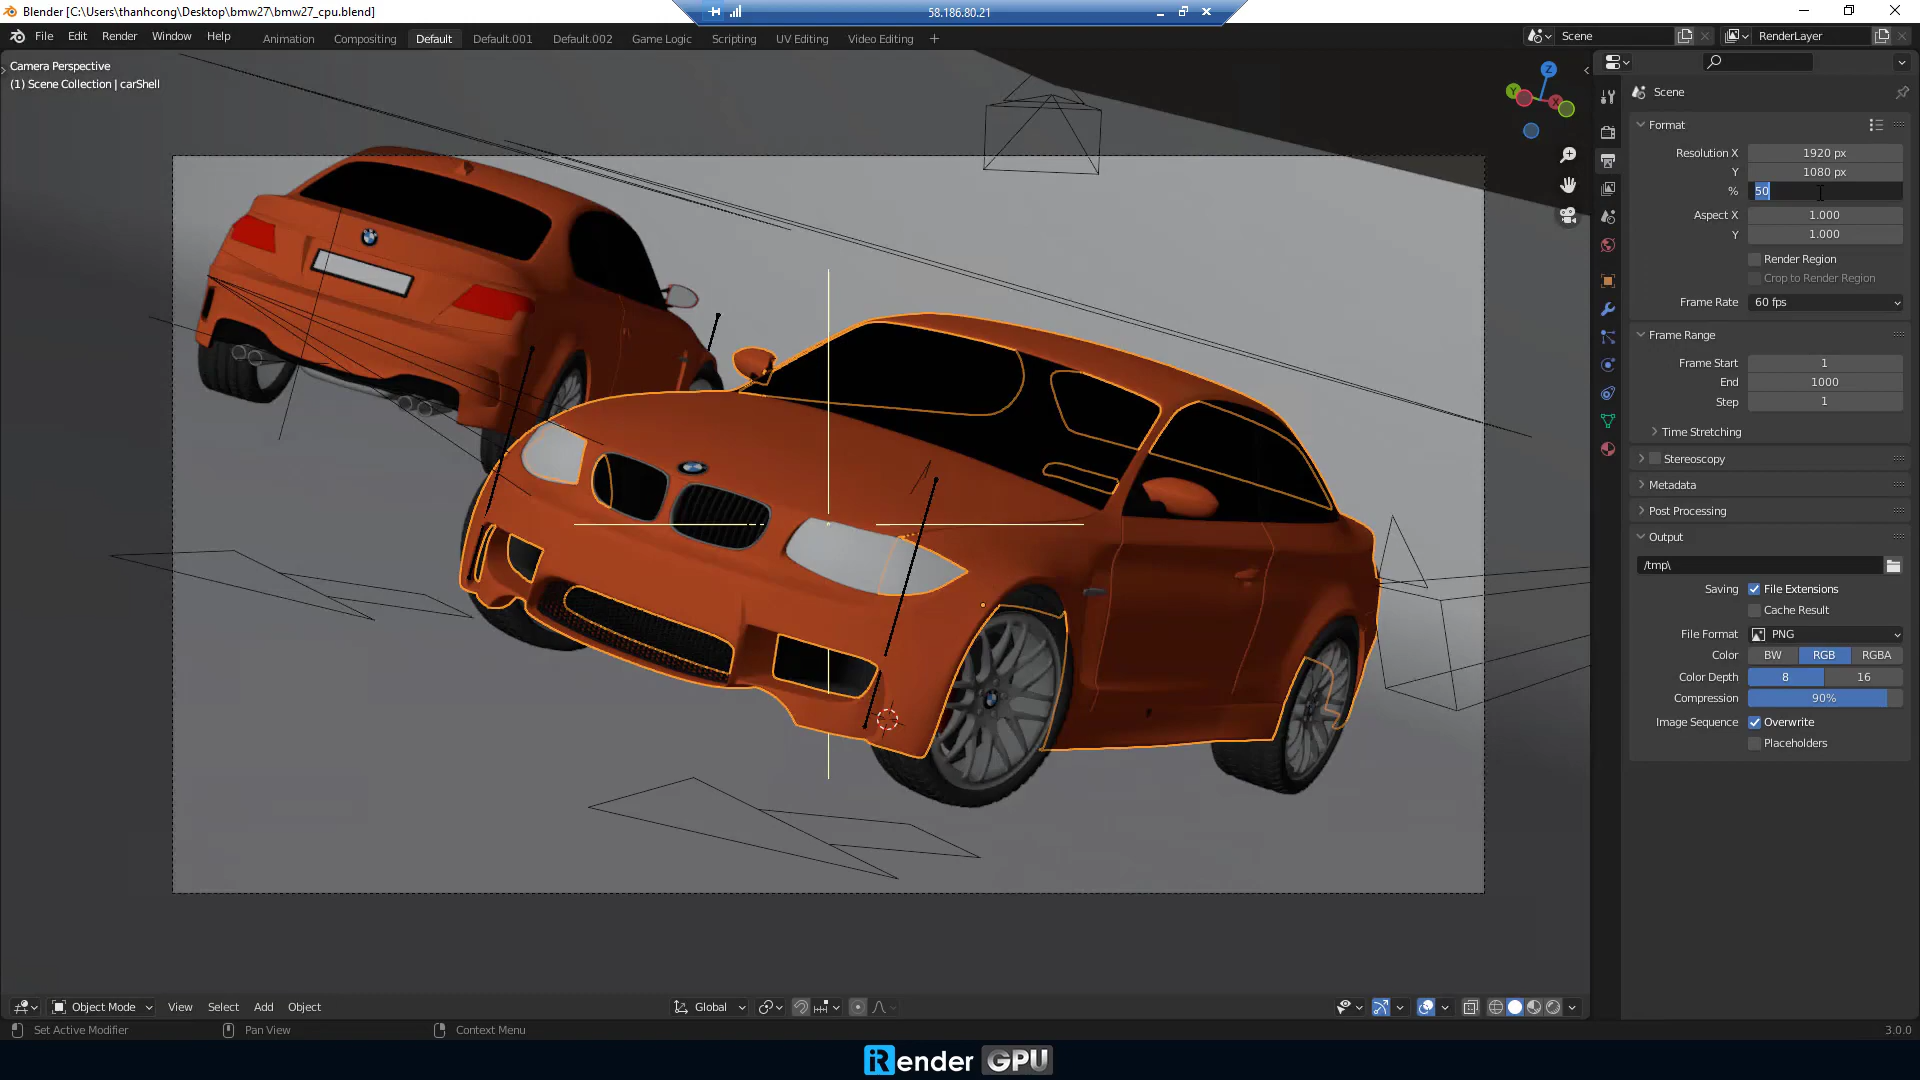 Blender [C:\Users\thanhcong\Desktop\bmw27\bmw27_cpu.blend]
58.186.80.21
File Edit Render Window Help
Animation Compositing Default Default.001 Default.002 Game Logic Scripting UV Editing Video Editing +
Scene
RenderLayer
Camera Perspective
(1) Scene Collection | carShell
Z
Y
X
Scene
Format
Resolution X 1920 px
Y 1080 px
% 50
Aspect X 1.000
Y 1.000
Render Region
Crop to Render Region
Frame Rate 60 fps
Frame Range
Frame Start 1
End 1000
Step 1
Time Stretching
Stereoscopy
Metadata
Post Processing
Output
/tmp\
Saving File Extensions
Cache Result
File Format PNG
Color BW RGB RGBA
Color Depth 8 16
Compression 90%
Image Sequence Overwrite
Placeholders
Object Mode View Select Add Object
Global
Set Active Modifier Pan View Context Menu
3.0.0
iRender GPU